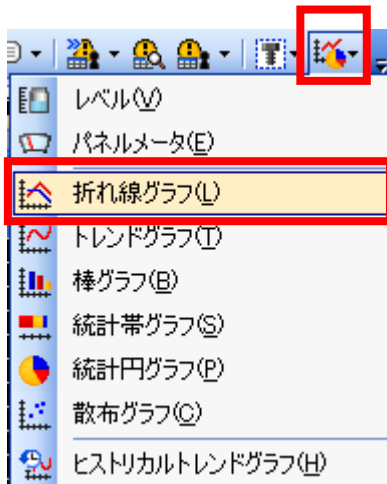 レベル(V)
パネルメータ(E)
折れ線グラフ(L)
トレンドグラフ(T)
棒グラフ(B)
統計帯グラフ(S)
統計円グラフ(P)
散布グラフ(C)
ヒストリカルトレンドグラフ(H)